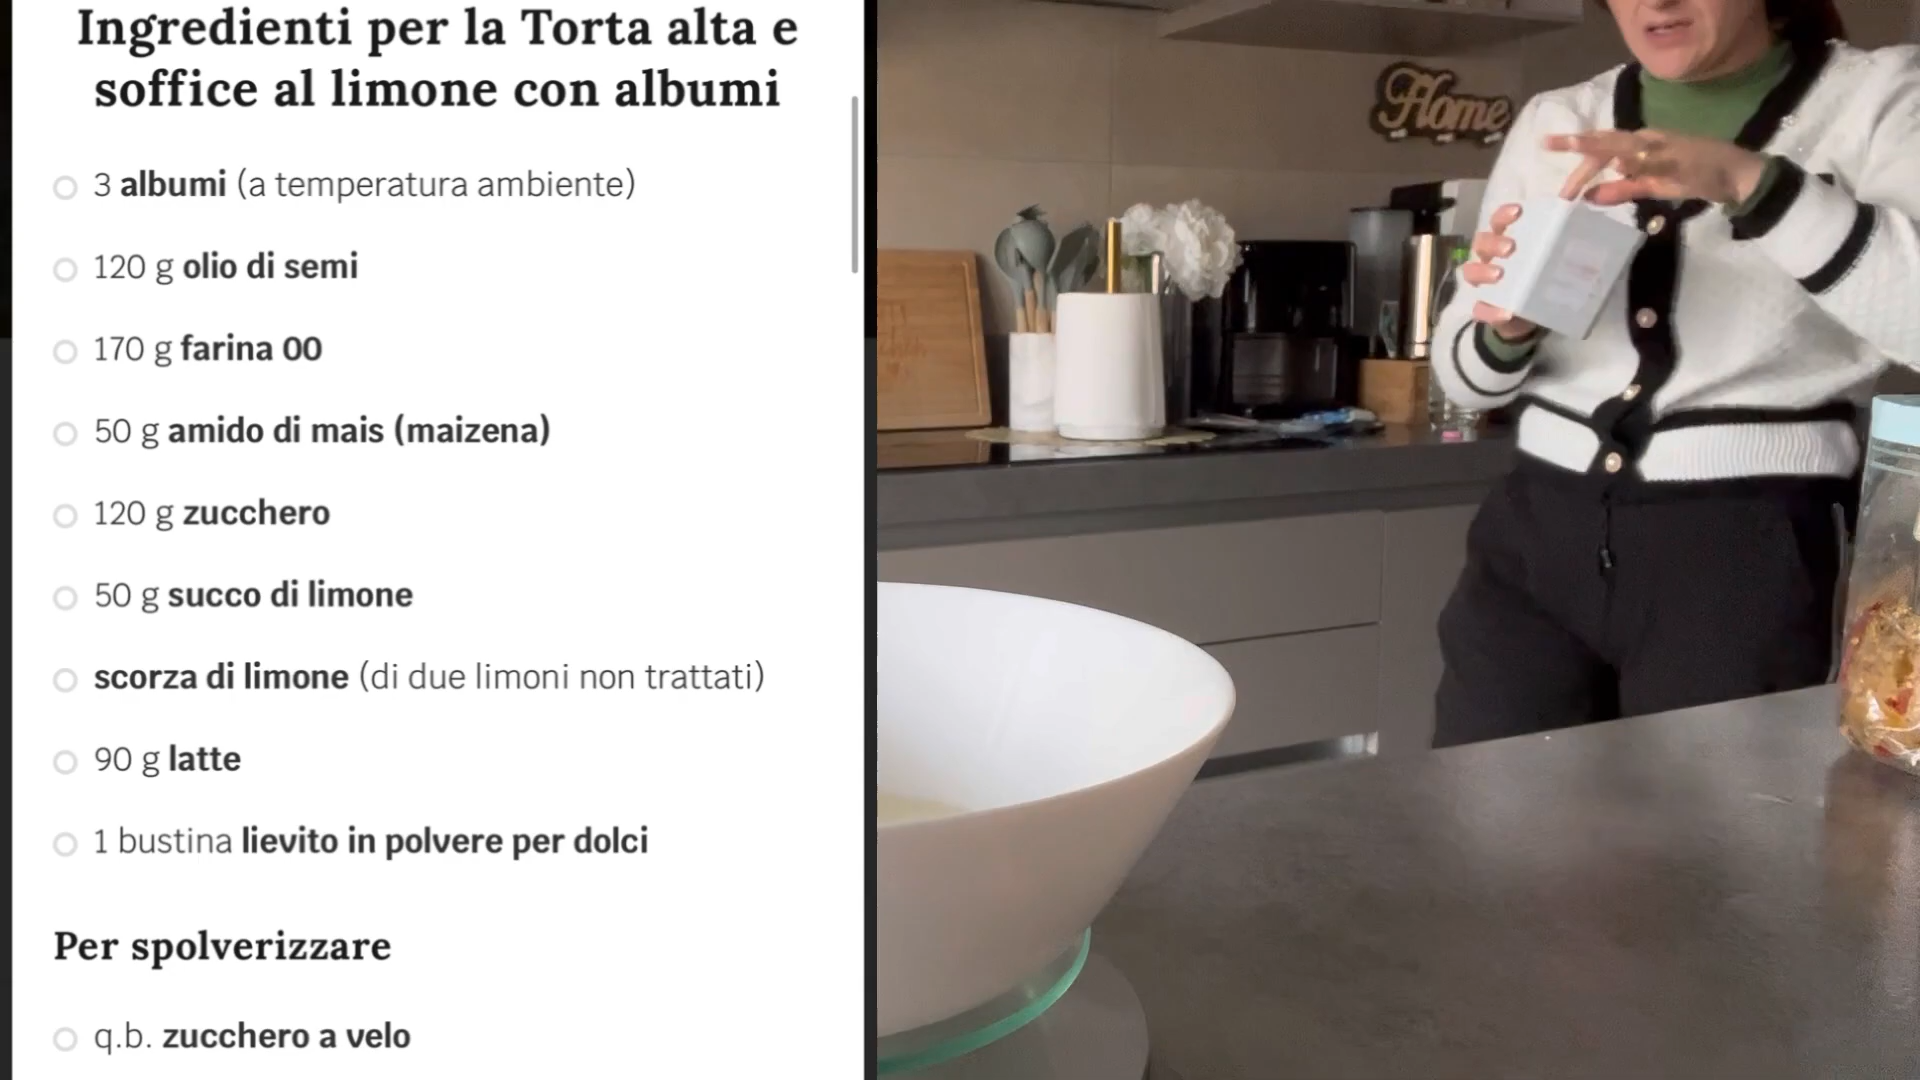 Ingredienti per la Torta alta e
soffice al limone con albumi
3 albumi (a temperatura ambiente)
120 g olio di semi
170 g farina 00
50 g amido di mais (maizena)
120 g zucchero
50 g succo di limone
scorza di limone (di due limoni non trattati)
90 g latte
1 bustina lievito in polvere per dolci
Per spolverizzare
q.b. zucchero a velo
Home